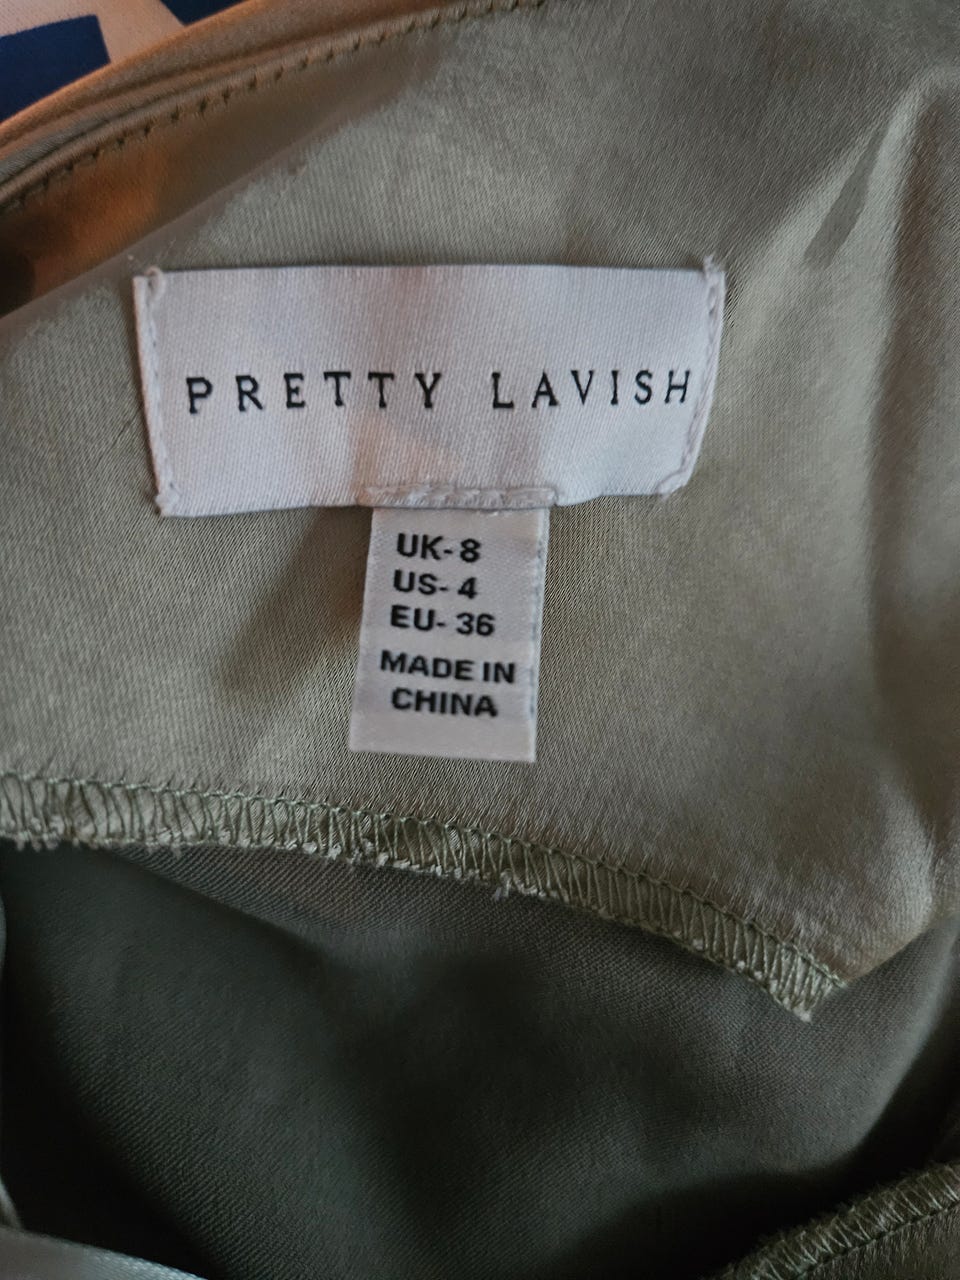 PRETTY LAVISH
UK- 8
US- 4
EU- 36
MADE IN
CHINA